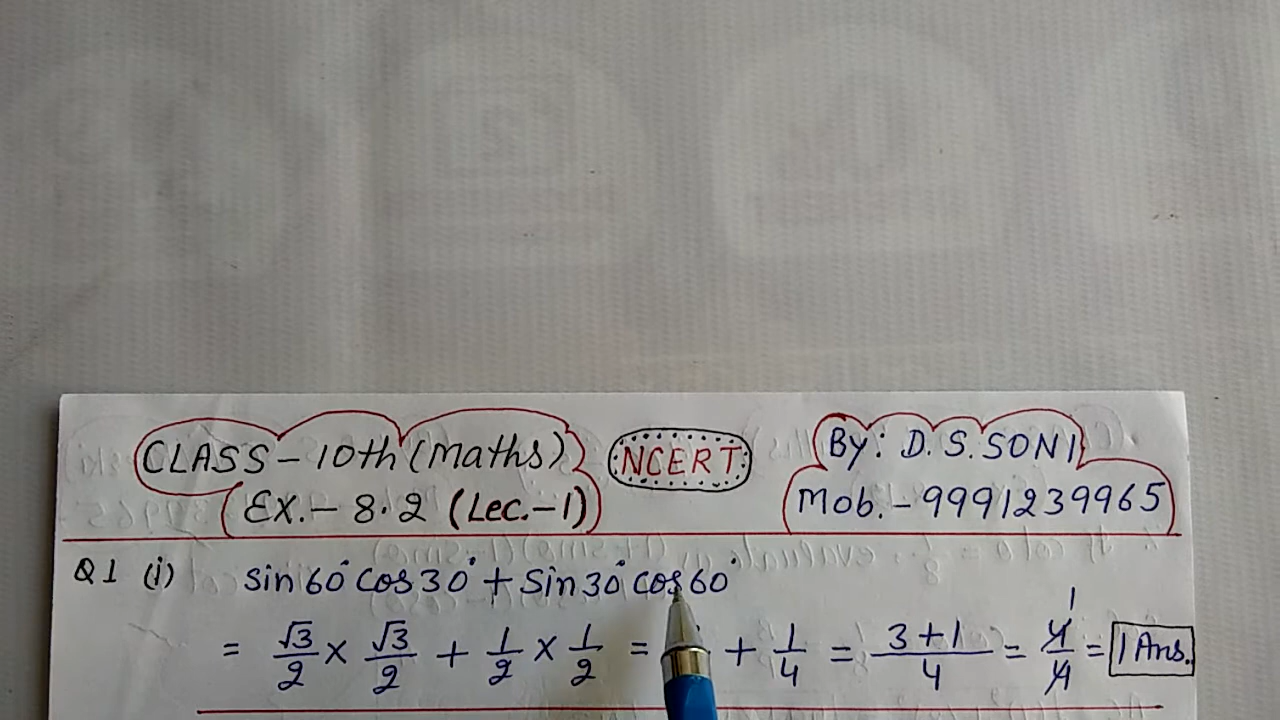 CLASS - 10th (Maths)
EX. - 8.2 (Lec.-1)
NCERT
By: D. S. SONI
Mob. - 9991239965
Q1 (i) Sin 60° Cos 30° + Sin 30° Cos 60°
= √3/2 × √3/2 + 1/2 × 1/2 = + 1/4 = 3+1/4 = 4/4 1 = 1 Ans.